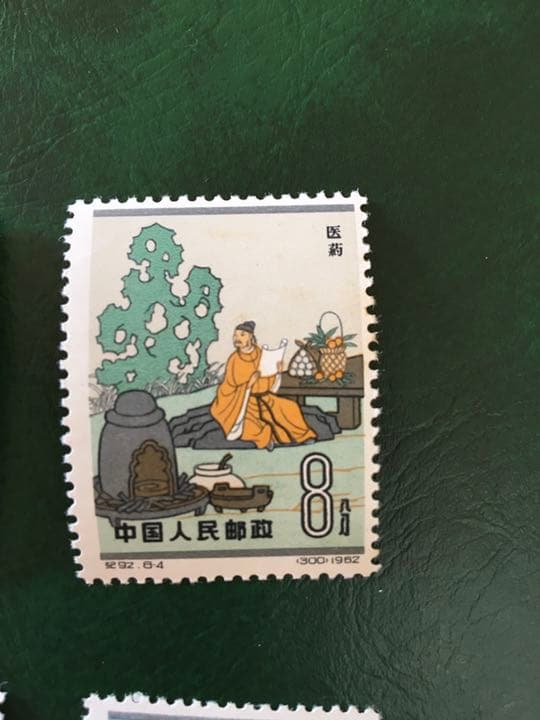 医药
8八分
中国人民邮政
纪92.8-4
(300)1962